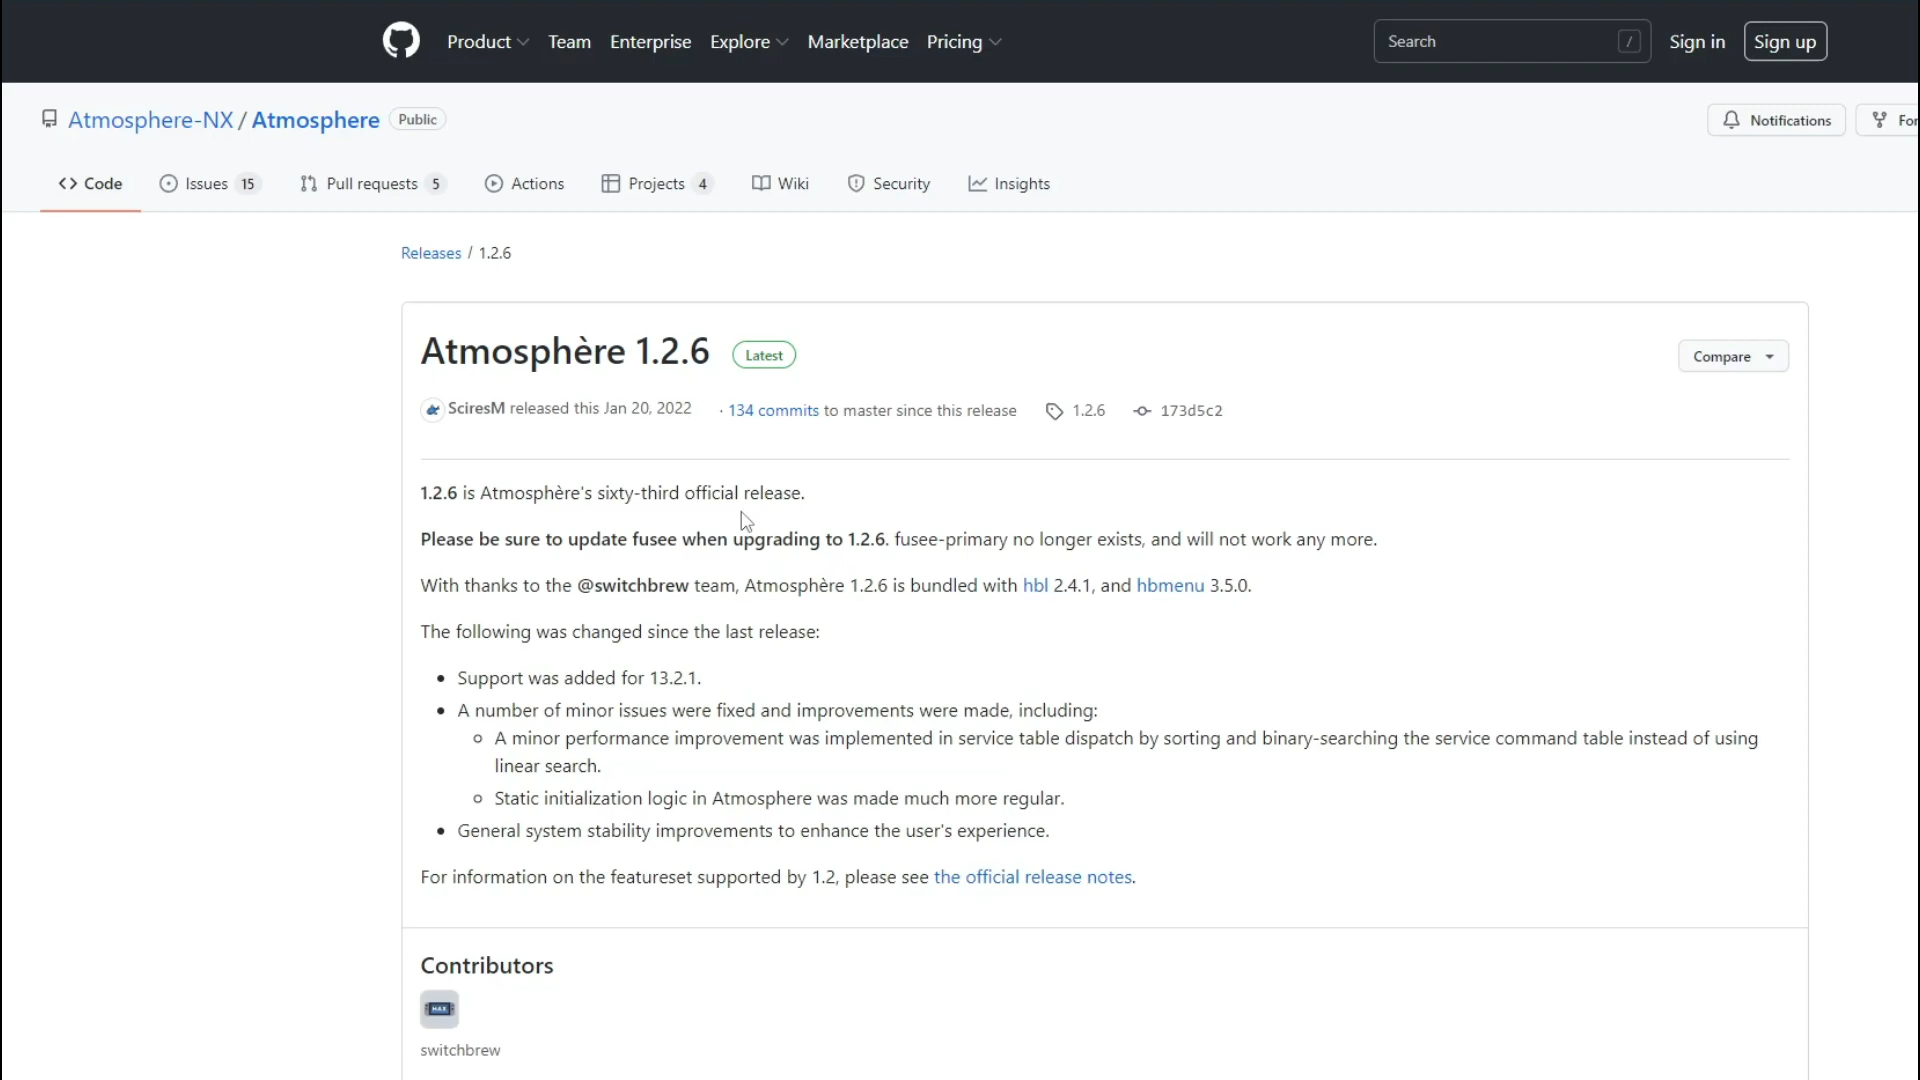 Product Team Enterprise Explore Marketplace Pricing Search / Sign in Sign up
Atmosphere-NX / Atmosphere Public Notifications For
Code Issues 15 Pull requests 5 Actions Projects 4 Wiki Security Insights
Releases / 1.2.6
Atmosphère 1.2.6 Latest Compare
SciresM released this Jan 20, 2022 · 134 commits to master since this release 1.2.6 173d5c2
1.2.6 is Atmosphère's sixty-third official release.
Please be sure to update fusee when upgrading to 1.2.6. fusee-primary no longer exists, and will not work any more.
With thanks to the @switchbrew team, Atmosphère 1.2.6 is bundled with hbl 2.4.1, and hbmenu 3.5.0.
The following was changed since the last release:
• Support was added for 13.2.1.
• A number of minor issues were fixed and improvements were made, including:
○ A minor performance improvement was implemented in service table dispatch by sorting and binary-searching the service command table instead of using
linear search.
○ Static initialization logic in Atmosphere was made much more regular.
• General system stability improvements to enhance the user's experience.
For information on the featureset supported by 1.2, please see the official release notes.
Contributors
HAX
switchbrew